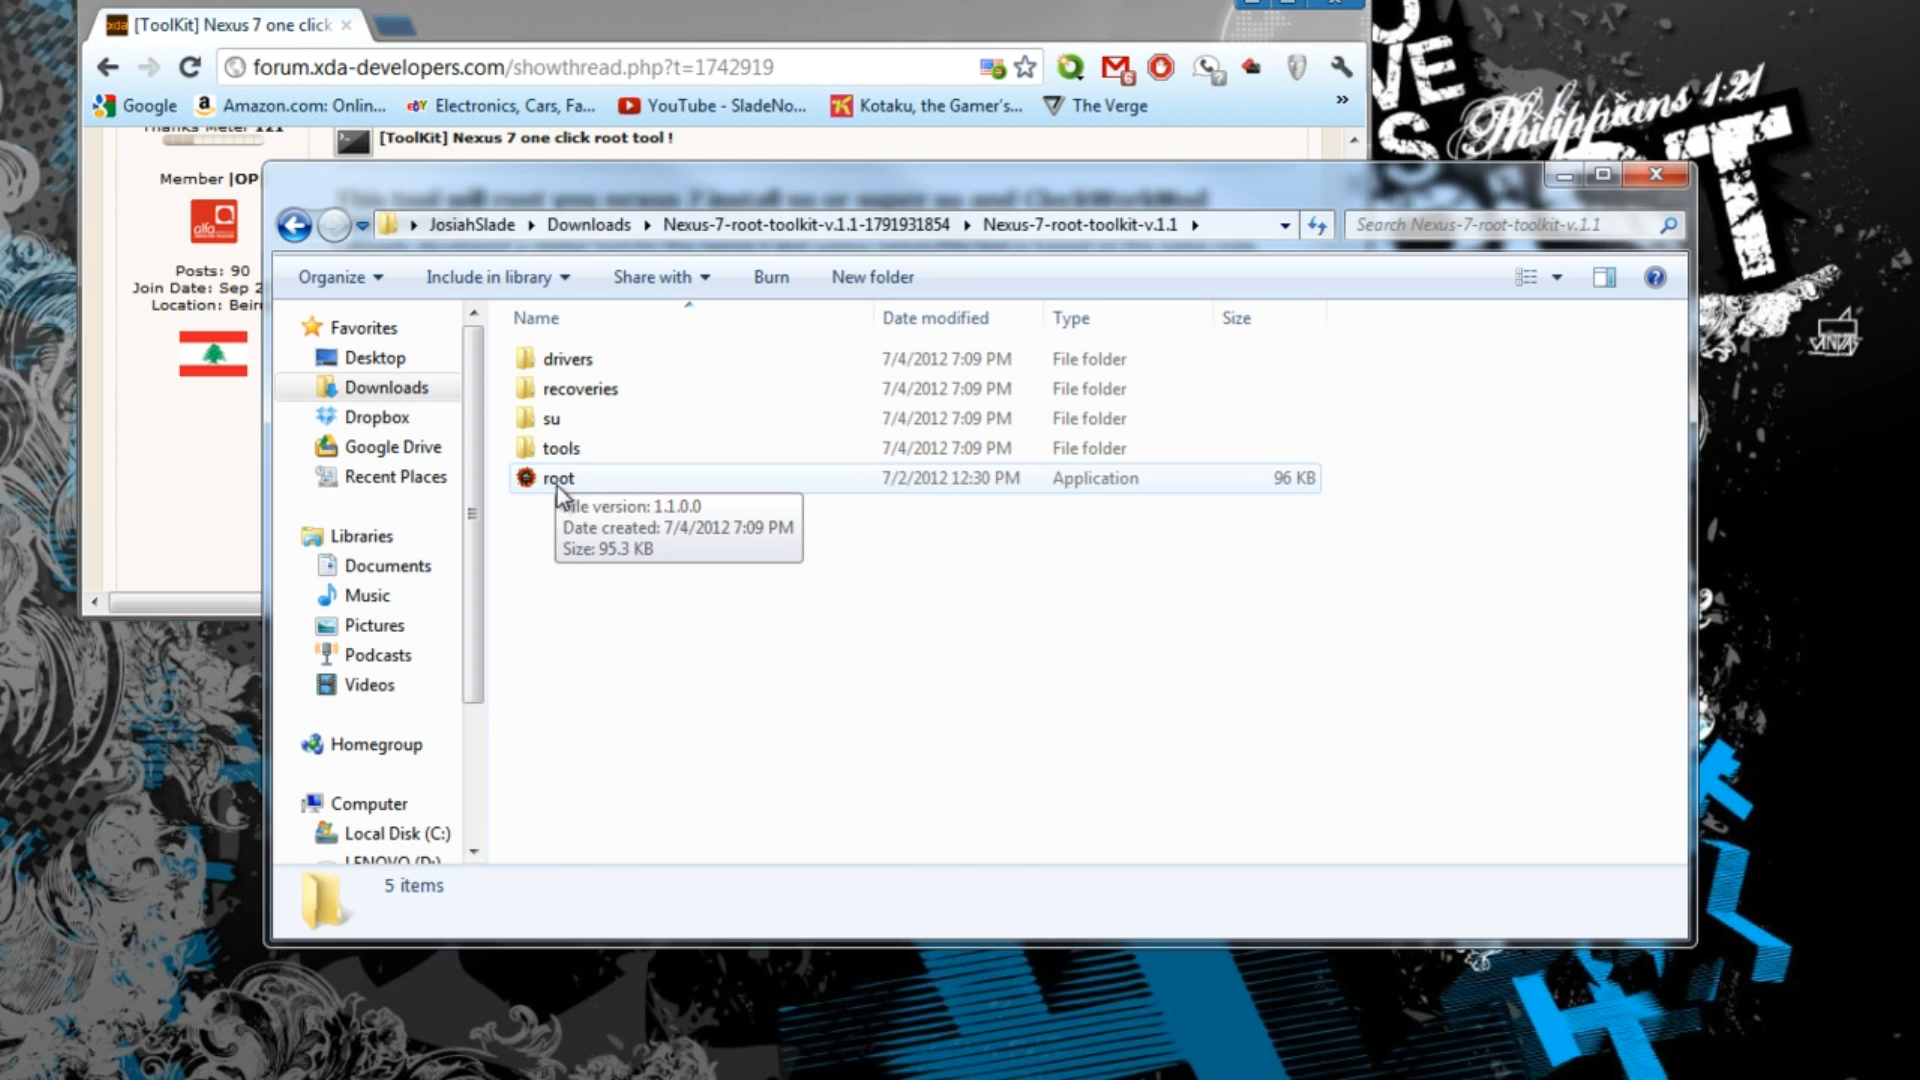 [ToolKit] Nexus 7 one click
forum.xda-developers.com/showthread.php?t=1742919
Google
Amazon.com: Onlin...
Electronics, Cars, Fa...
YouTube - SladeNo...
Kotaku, the Gamer's...
The Verge
»
Thanks Meter 121
[ToolKit] Nexus 7 one click root tool !
Philippians 1:21
Member |OP
alfa
Posts: 90
Join Date: Sep 2
Location: Beir
JosiahSlade
Downloads
Nexus-7-root-toolkit-v.1.1-1791931854
Nexus-7-root-toolkit-v.1.1
Search Nexus-7-root-toolkit-v.1.1
Organize
Include in library
Share with
Burn
New folder
Favorites
Desktop
Downloads
Dropbox
Google Drive
Recent Places
Libraries
Documents
Music
Pictures
Podcasts
Videos
Homegroup
Computer
Local Disk (C:)
LENOVO (D:)
Name Date modified Type Size
drivers 7/4/2012 7:09 PM File folder
recoveries 7/4/2012 7:09 PM File folder
su 7/4/2012 7:09 PM File folder
tools 7/4/2012 7:09 PM File folder
root 7/2/2012 12:30 PM Application 96 KB
File version: 1.1.0.0
Date created: 7/4/2012 7:09 PM
Size: 95.3 KB
5 items